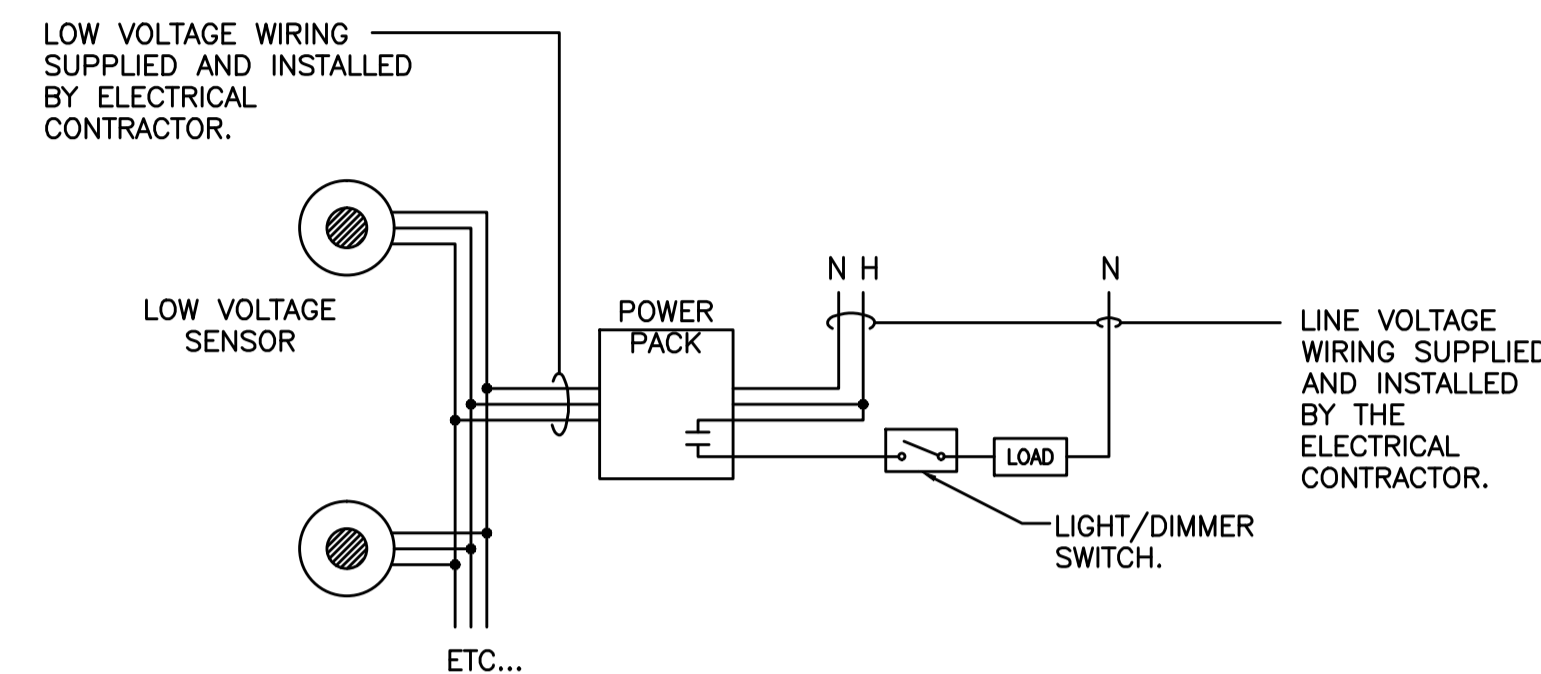 LOW VOLTAGE WIRING
SUPPLIED AND INSTALLED
BY ELECTRICAL
CONTRACTOR.
LOW VOLTAGE
SENSOR
POWER
PACK
N H
N
LINE VOLTAGE
WIRING SUPPLIED
AND INSTALLED
BY THE
ELECTRICAL
CONTRACTOR.
LOAD
LIGHT/DIMMER
SWITCH.
ETC...